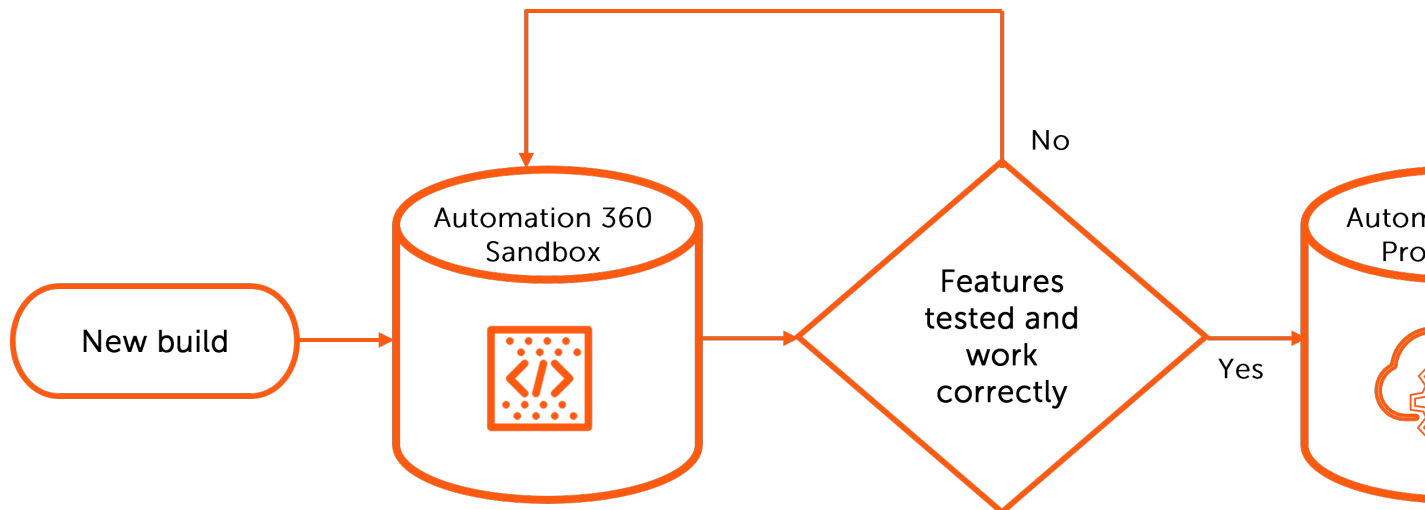 No
Automation 360
Sandbox
New build
Features
tested and
work
correctly
Yes